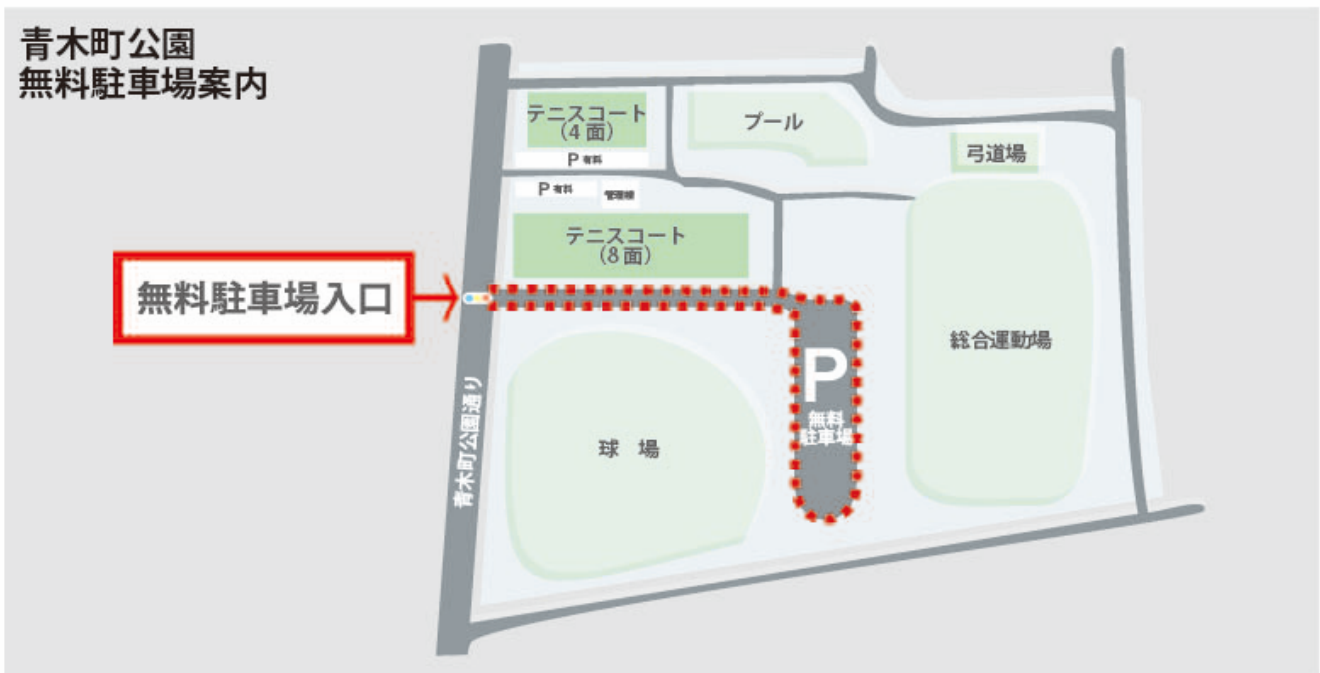 青木町公園
無料駐車場案内
テニスコート
(4面)
プール
弓道場
P 有料
P 有料
管理棟
テニスコート
(8面)
無料駐車場入口
総合運動場
P
無料
駐車場
青木町公園通り
球 場